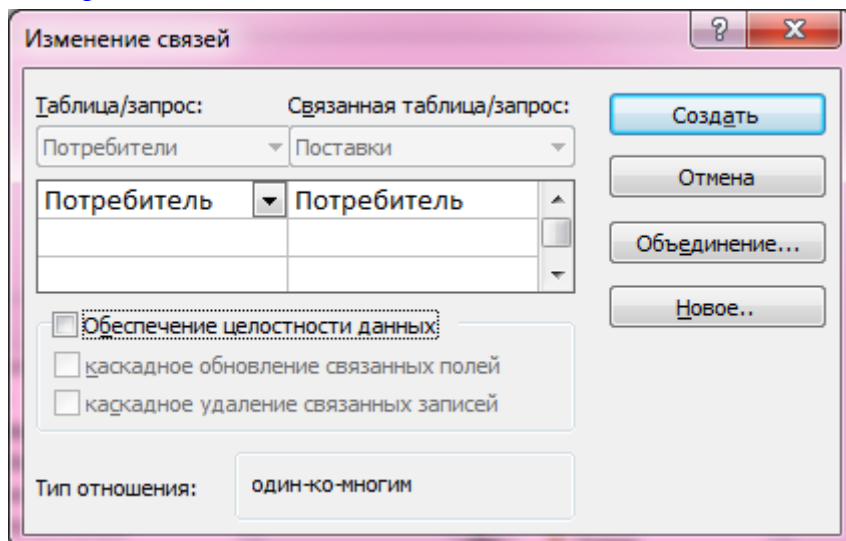 Изменение связей
Таблица/запрос: Связанная таблица/запрос:
Потребители Поставки
Потребитель Потребитель
Обеспечение целостности данных
каскадное обновление связанных полей
каскадное удаление связанных записей
Тип отношения: один-ко-многим
Создать
Отмена
Объединение...
Новое..